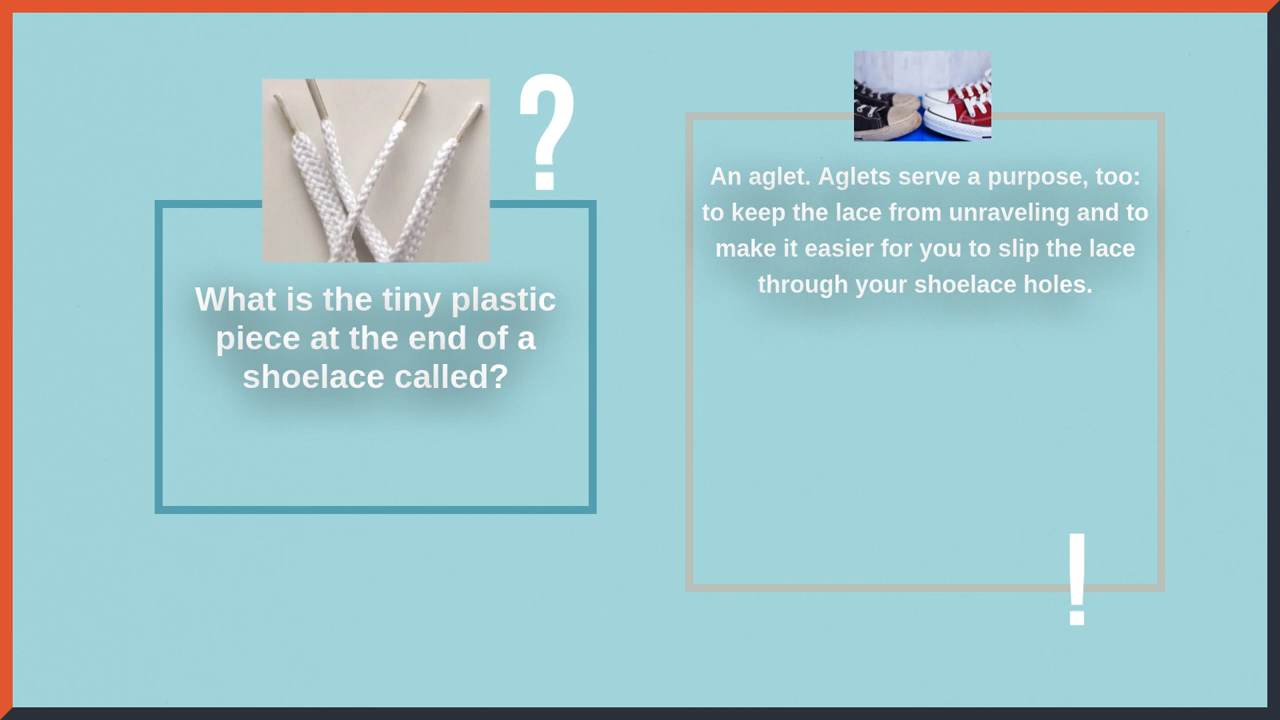 ?
What is the tiny plastic
piece at the end of a
shoelace called?
An aglet. Aglets serve a purpose, too:
to keep the lace from unraveling and to
make it easier for you to slip the lace
through your shoelace holes.
!